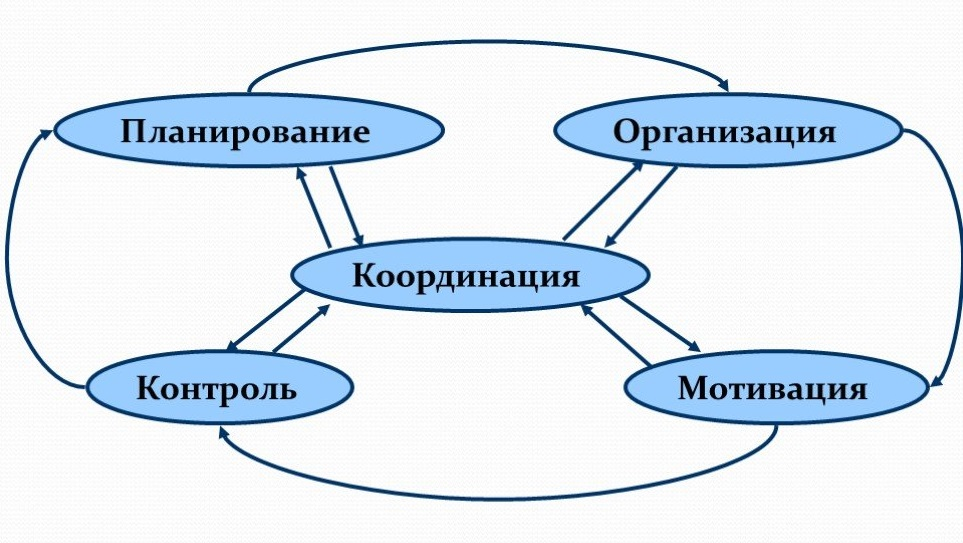 Планирование
Организация
Координация
Контроль
Мотивация